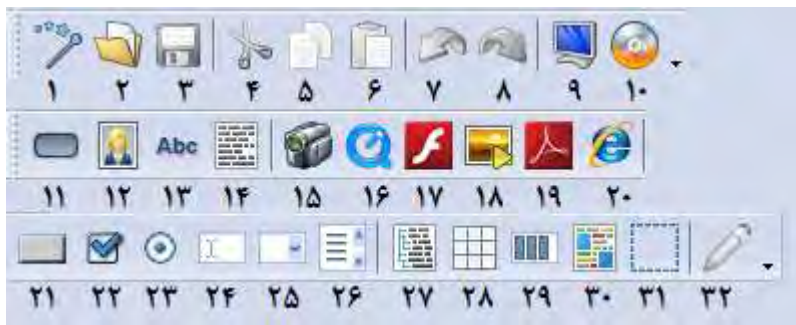 ۱ ۲ ۳ ۴ ۵ ۶ ۷ ۸ ۹ ۱۰
Abc
۱۱ ۱۲ ۱۳ ۱۴ ۱۵ ۱۶ ۱۷ ۱۸ ۱۹ ۲۰
۲۱ ۲۲ ۲۳ ۲۴ ۲۵ ۲۶ ۲۷ ۲۸ ۲۹ ۳۰ ۳۱ ۳۲